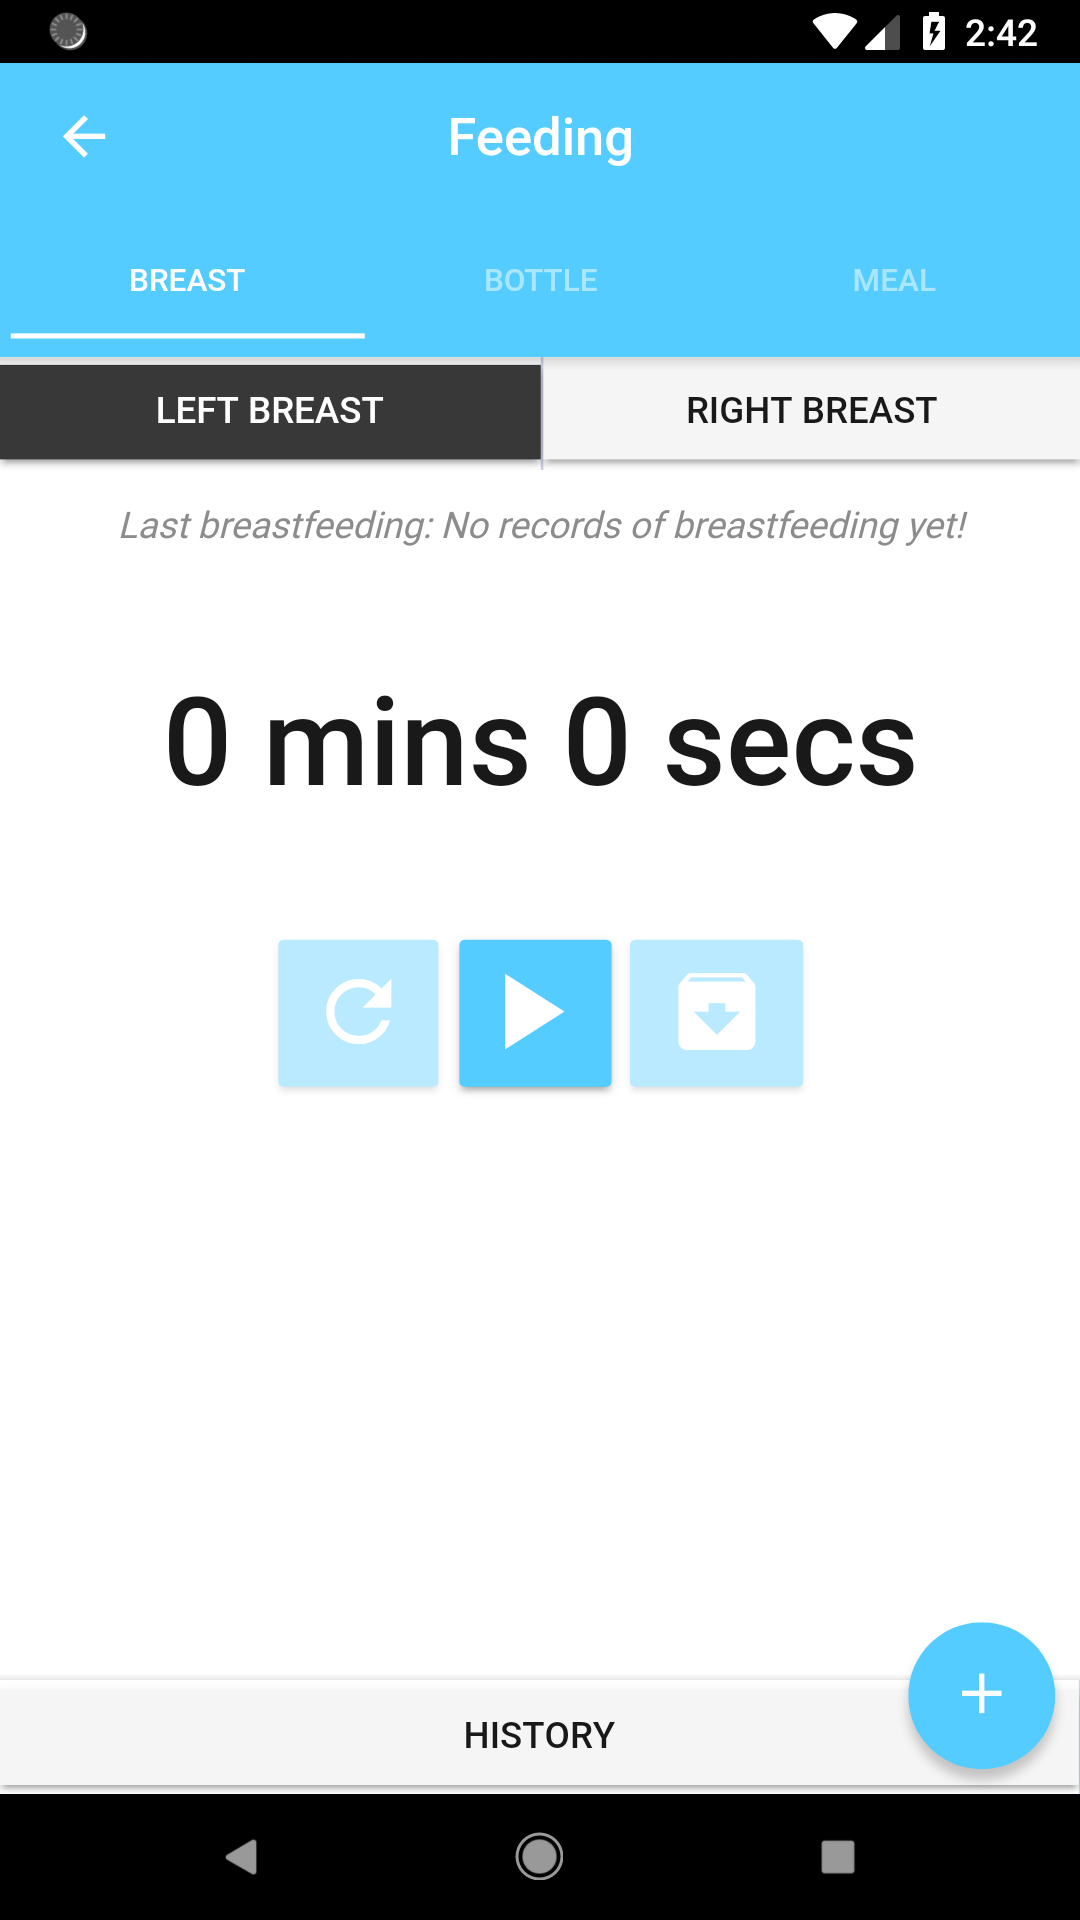 2:42
Feeding
BREAST BOTTLE MEAL
LEFT BREAST RIGHT BREAST
Last breastfeeding: No records of breastfeeding yet!
0 mins 0 secs
HISTORY